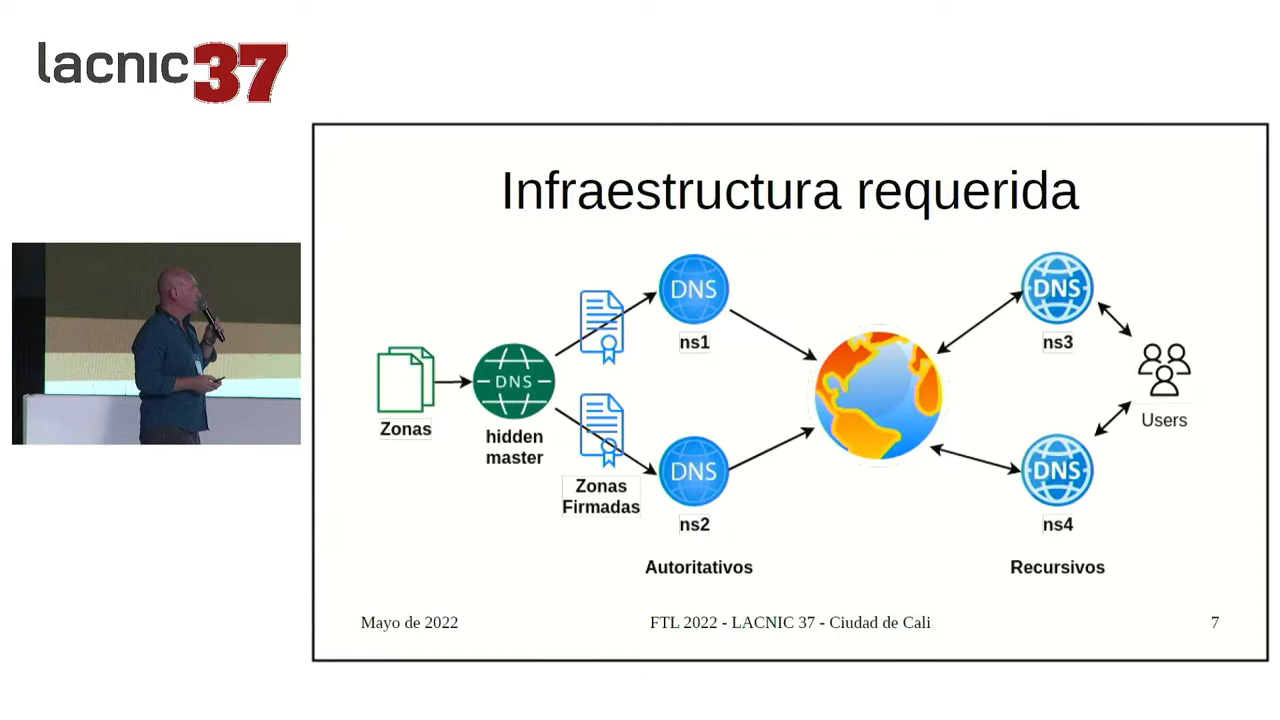 lacnic37
Infraestructura requerida
DNS
ns1
DNS
ns3
Zonas
DNS
hidden
master
Zonas
Firmadas
DNS
ns2
Autoritativos
DNS
ns4
Recursivos
Users
Mayo de 2022
FTL 2022 - LACNIC 37 - Ciudad de Cali
7